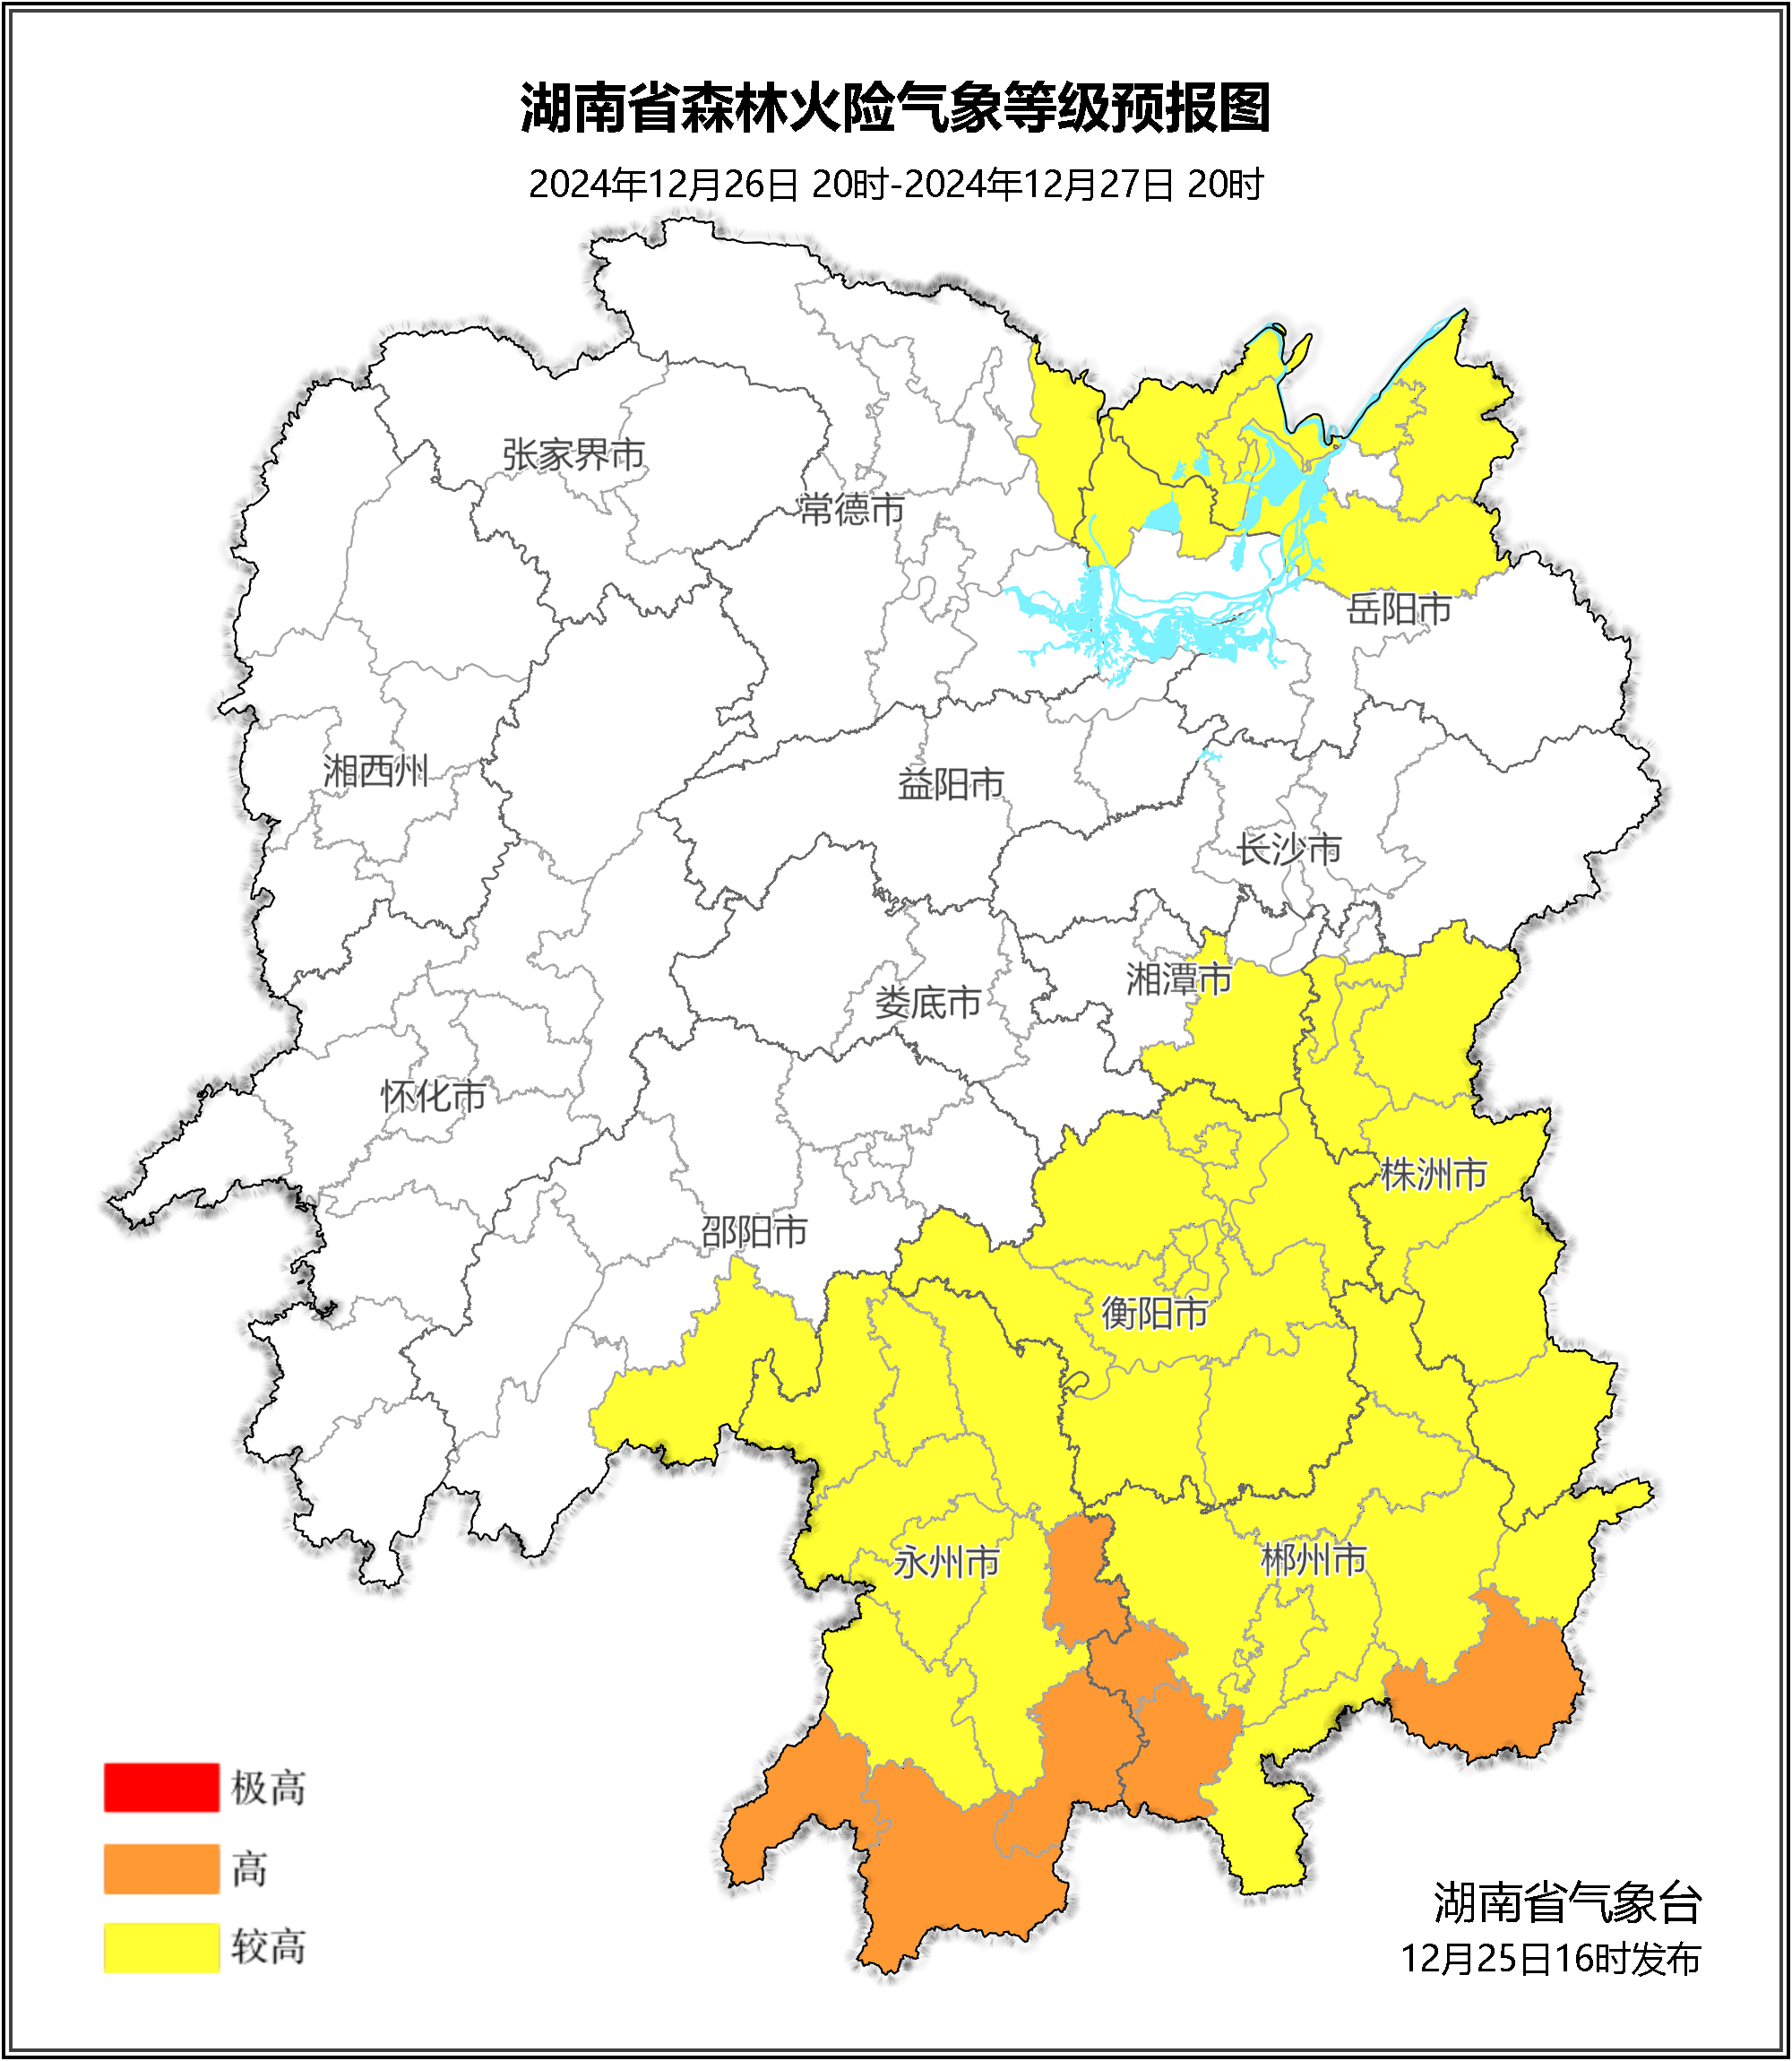 湖南省森林火险气象等级预报图
2024年12月26日 20时-2024年12月27日 20时
张家界市
常德市
岳阳市
湘西州
益阳市
长沙市
湘潭市
娄底市
怀化市
株洲市
邵阳市
衡阳市
永州市
郴州市
极高
高
较高
湖南省气象台
12月25日16时发布